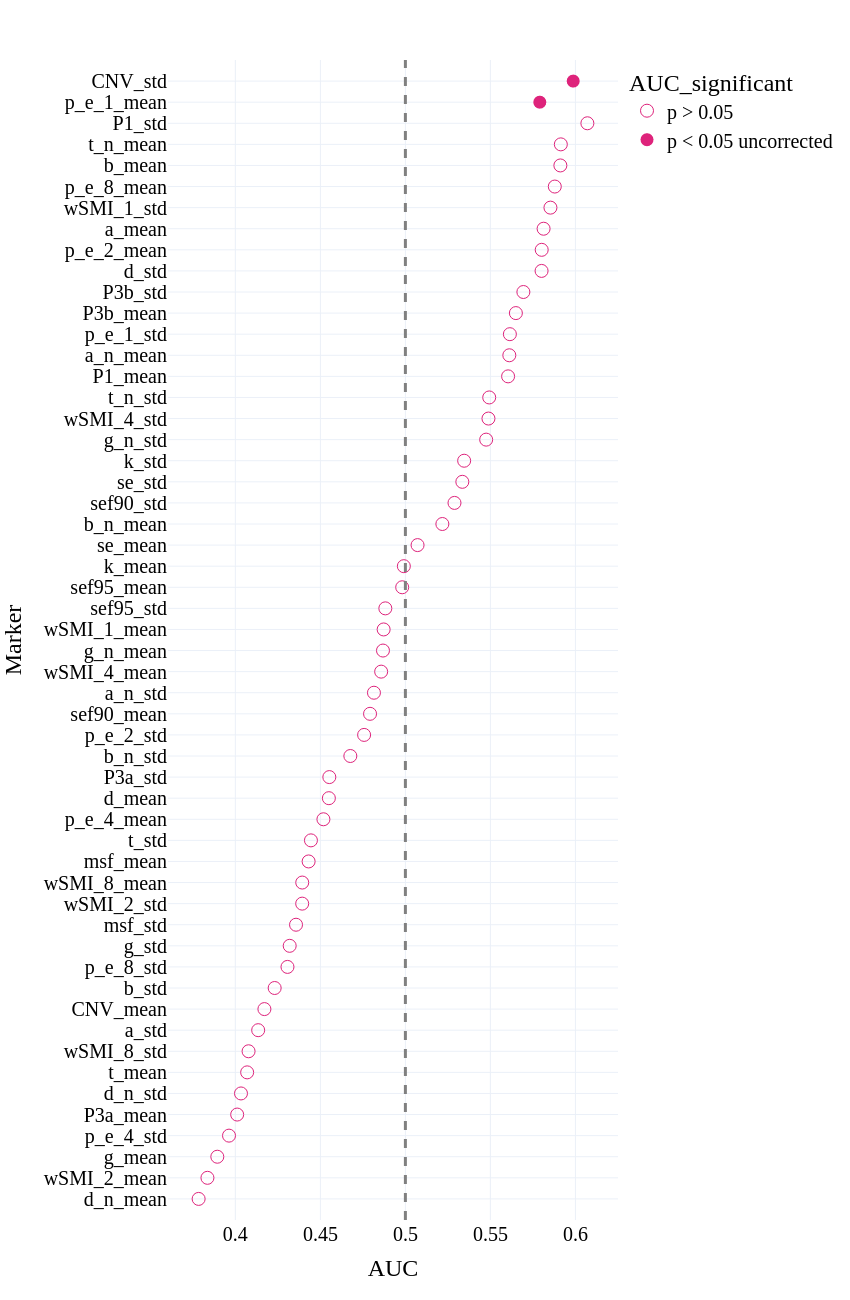 CNV_std
p_e_1_mean
P1_std
t_n_mean
b_mean
p_e_8_mean
wSMI_1_std
a_mean
p_e_2_mean
d_std
P3b_std
P3b_mean
p_e_1_std
a_n_mean
P1_mean
t_n_std
wSMI_4_std
g_n_std
k_std
se_std
sef90_std
b_n_mean
se_mean
k_mean
sef95_mean
sef95_std
wSMI_1_mean
g_n_mean
wSMI_4_mean
a_n_std
sef90_mean
p_e_2_std
b_n_std
P3a_std
d_mean
p_e_4_mean
t_std
msf_mean
wSMI_8_mean
wSMI_2_std
msf_std
g_std
p_e_8_std
b_std
CNV_mean
a_std
wSMI_8_std
t_mean
d_n_std
P3a_mean
p_e_4_std
g_mean
wSMI_2_mean
d_n_mean
Marker
0.4 0.45 0.5 0.55 0.6
AUC
AUC_significant
p > 0.05
p < 0.05 uncorrected